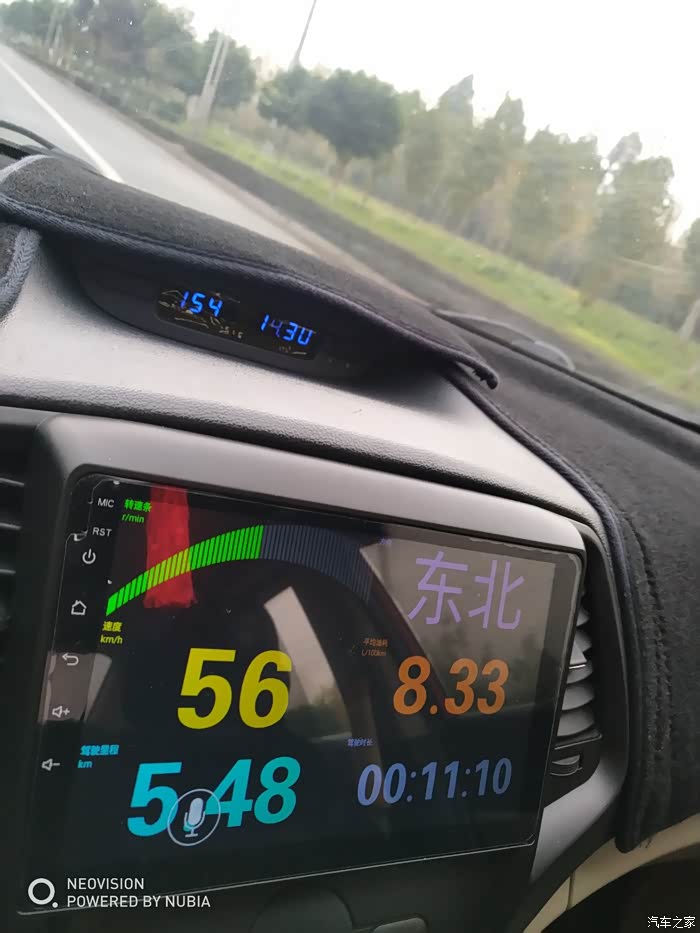 154
14.30
MIC
RST
转速条
r/min
东北
速度
km/h
56
平均油耗
L/100km
8.33
驾驶里程
km
5.48
驾驶时长
00:11:10
NEOVISION
POWERED BY NUBIA
汽车之家